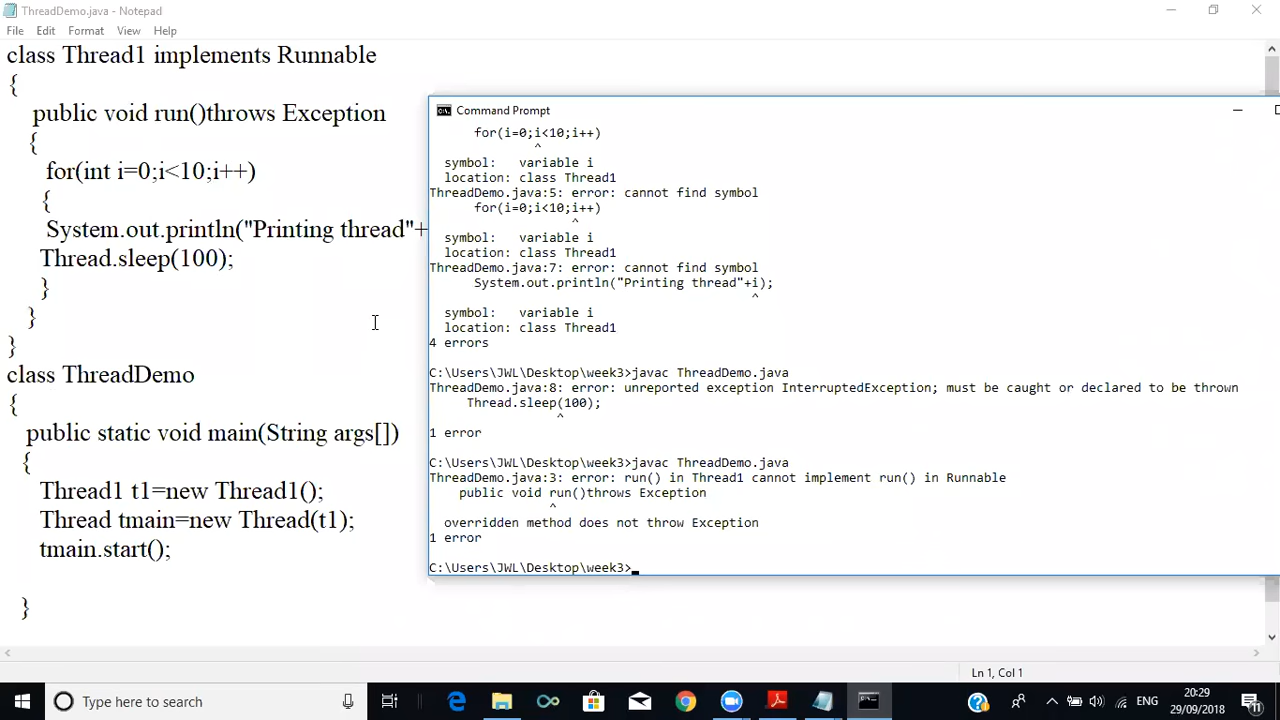 ThreadDemo.java - Notepad
File Edit Format View Help
class Thread1 implements Runnable
{
public void run()throws Exception
{
for(int i=0;i<10;i++)
{
System.out.println("Printing thread"+
Thread.sleep(100);
}
}
}
class ThreadDemo
{
public static void main(String args[])
{
Thread1 t1=new Thread1();
Thread tmain=new Thread(t1);
tmain.start();
}
Command Prompt
for(i=0;i<10;i++)
^
symbol: variable i
location: class Thread1
ThreadDemo.java:5: error: cannot find symbol
for(i=0;i<10;i++)
^
symbol: variable i
location: class Thread1
ThreadDemo.java:7: error: cannot find symbol
System.out.println("Printing thread"+i);
^
symbol: variable i
location: class Thread1
4 errors
C:\Users\JWL\Desktop\week3>javac ThreadDemo.java
ThreadDemo.java:8: error: unreported exception InterruptedException; must be caught or declared to be thrown
Thread.sleep(100);
^
1 error
C:\Users\JWL\Desktop\week3>javac ThreadDemo.java
ThreadDemo.java:3: error: run() in Thread1 cannot implement run() in Runnable
public void run()throws Exception
^
overridden method does not throw Exception
1 error
C:\Users\JWL\Desktop\week3>
Ln 1, Col 1
Type here to search
ENG
20:29
29/09/2018
11